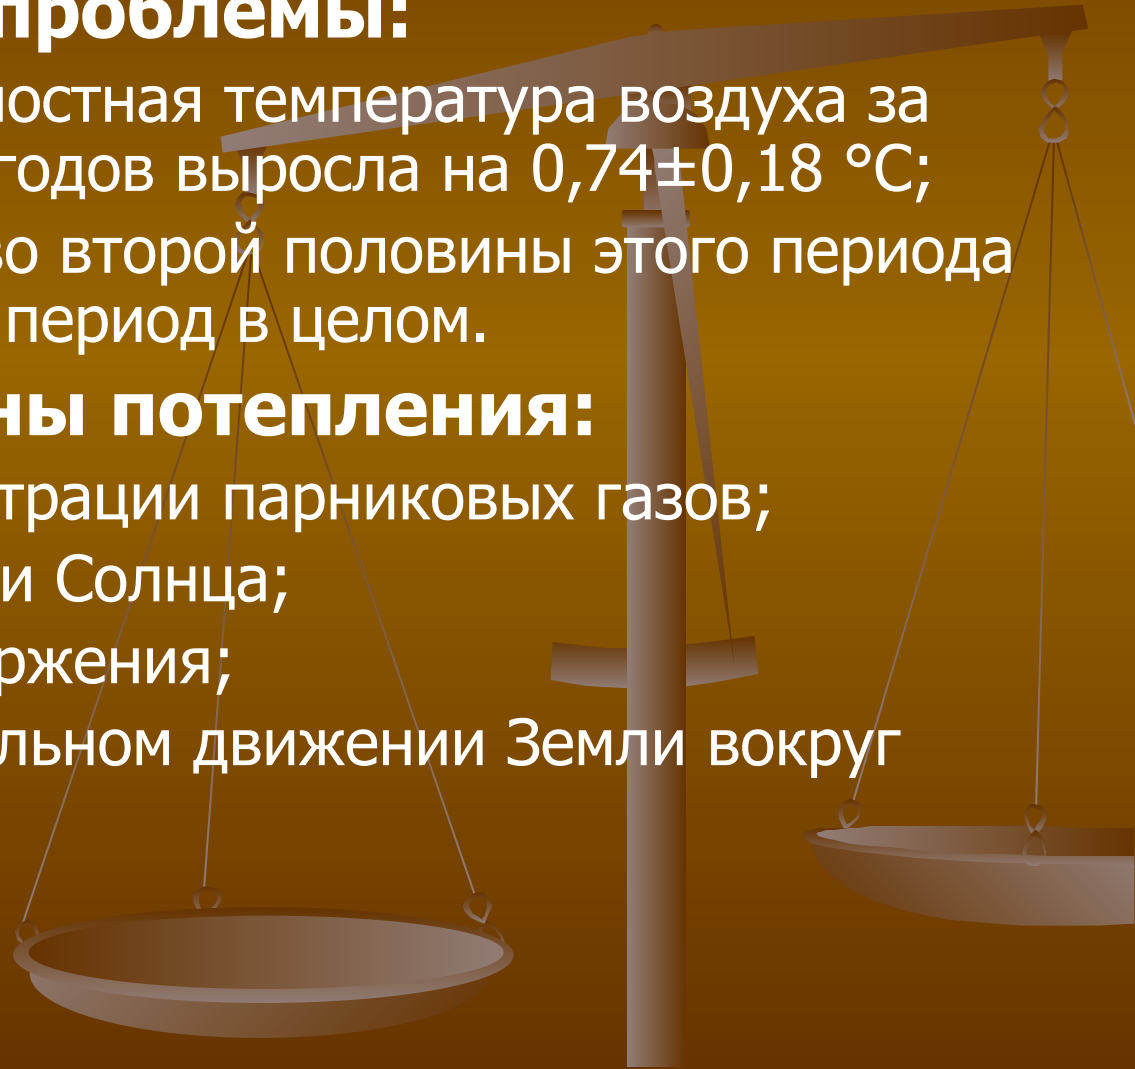 проблемы:
ностная температура воздуха за
годов выросла на 0,74±0,18 °C;
во второй половины этого периода
период в целом.
ны потепления:
трации парниковых газов;
и Солнца;
ржения;
льном движении Земли вокруг